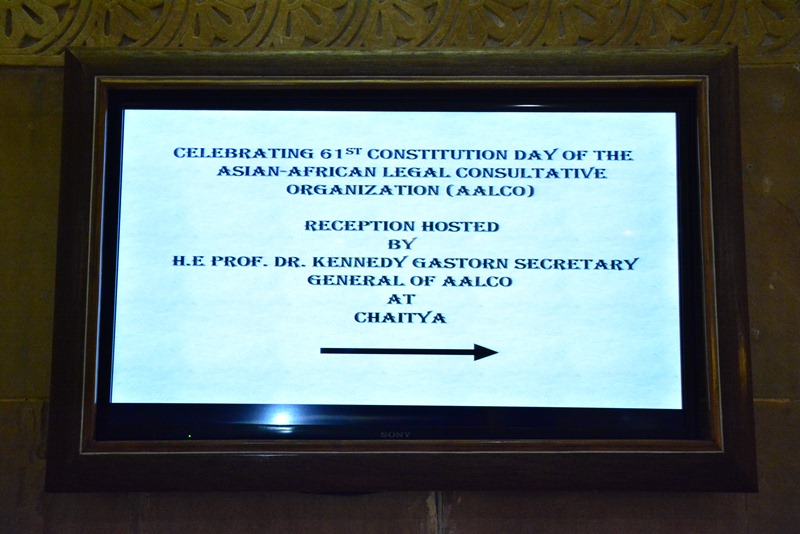 CELEBRATING 61ST CONSTITUTION DAY OF THE
ASIAN-AFRICAN LEGAL CONSULTATIVE
ORGANIZATION (AALCO)
RECEPTION HOSTED
BY
H.E PROF. DR. KENNEDY GASTORN SECRETARY
GENERAL OF AALCO
AT
CHAITYA
SONY